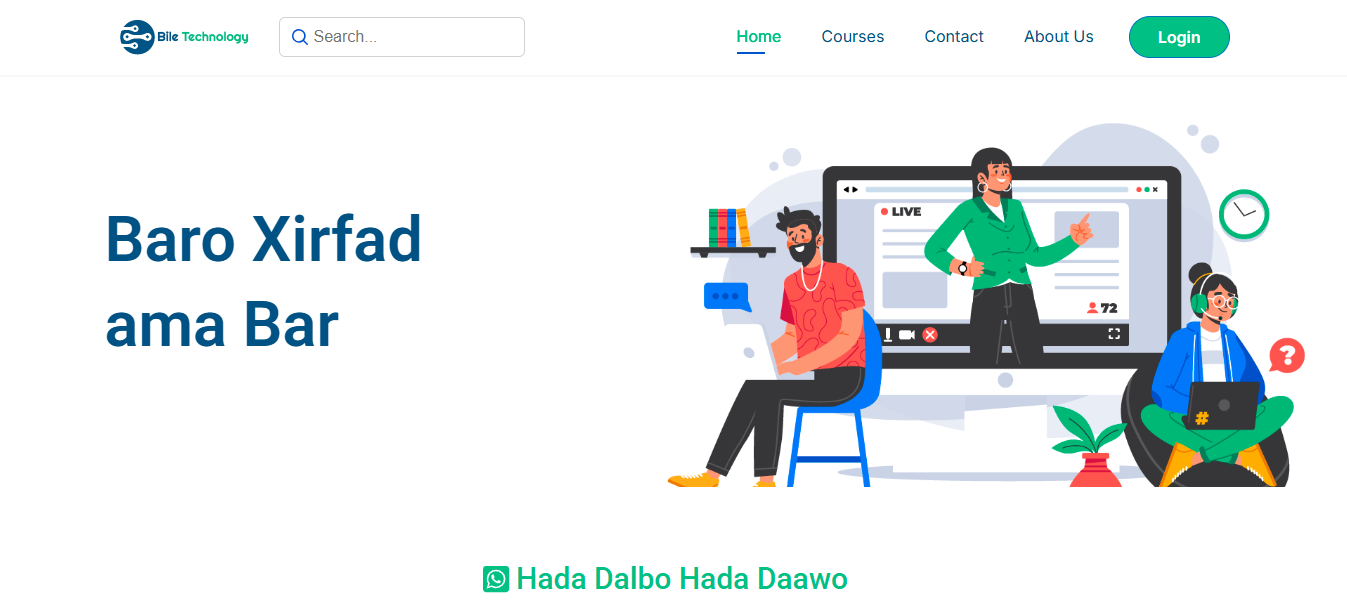 Bile Technology
Search...
Home
Courses
Contact
About Us
Login
Baro Xirfad
ama Bar
LIVE
72
?
#
Hada Dalbo Hada Daawo